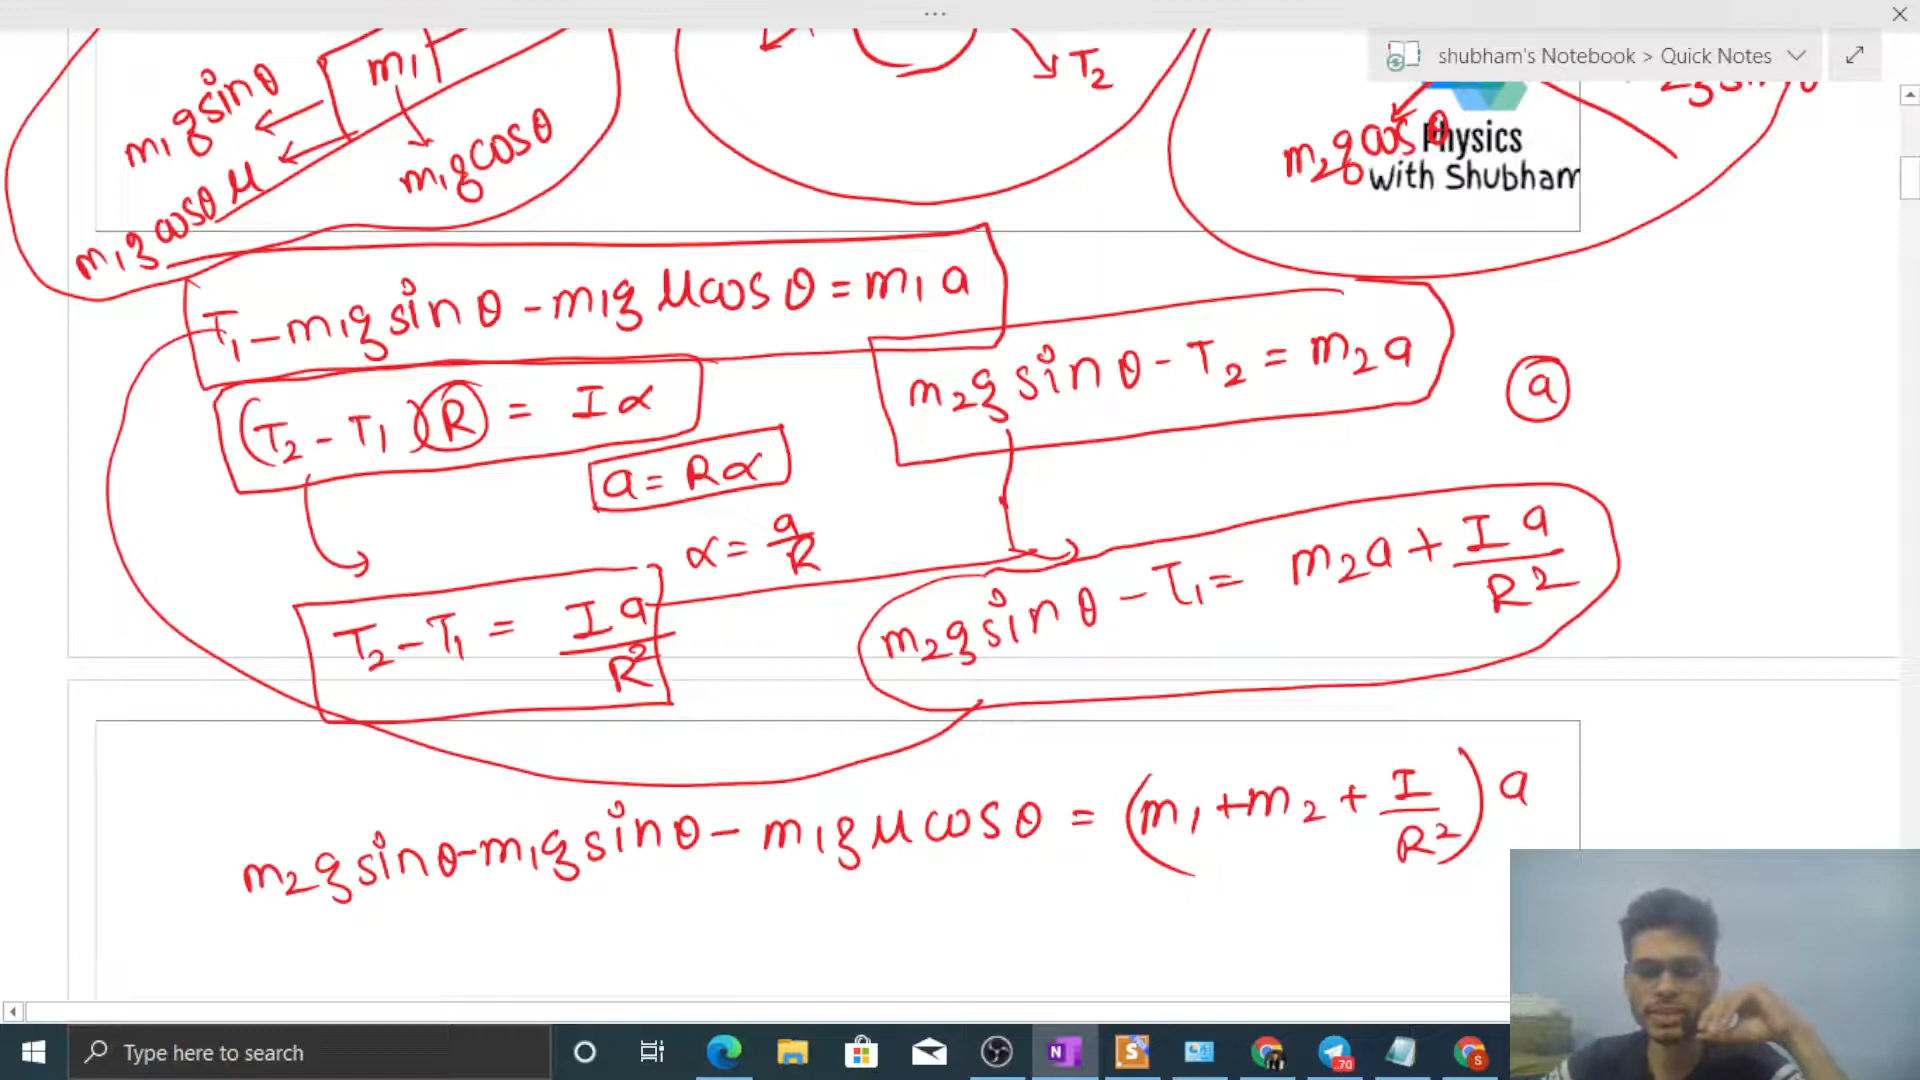 shubham's Notebook > Quick Notes
m₁
m₁g sinθ
T₂
m₁g cosθ
m₁g cosθ μ
m₂g cosθ
Physics
with Shubham
T₁ - m₁g sinθ - m₁g μ cosθ = m₁a
m₂g sinθ - T₂ = m₂a
a
(T₂ - T₁)R = Iα
a = Rα
α = a/R
T₂ - T₁ = Ia/R²
m₂g sinθ - T₁ = m₂a + Ia/R²
m₂g sinθ - m₁g sinθ - m₁g μ cosθ = (m₁ + m₂ + I/R²) a
Type here to search
N
S
70
S